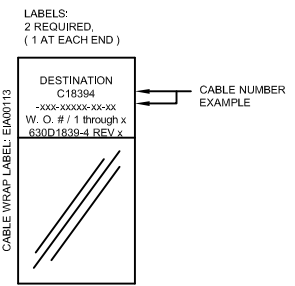 LABELS:
2 REQUIRED,
( 1 AT EACH END )
DESTINATION
C18394
-xxx-xxxxx-xx-xx
W. O. # / 1 through x
630D1839-4 REV x
CABLE NUMBER
EXAMPLE
CABLE WRAP LABEL: EIA00113